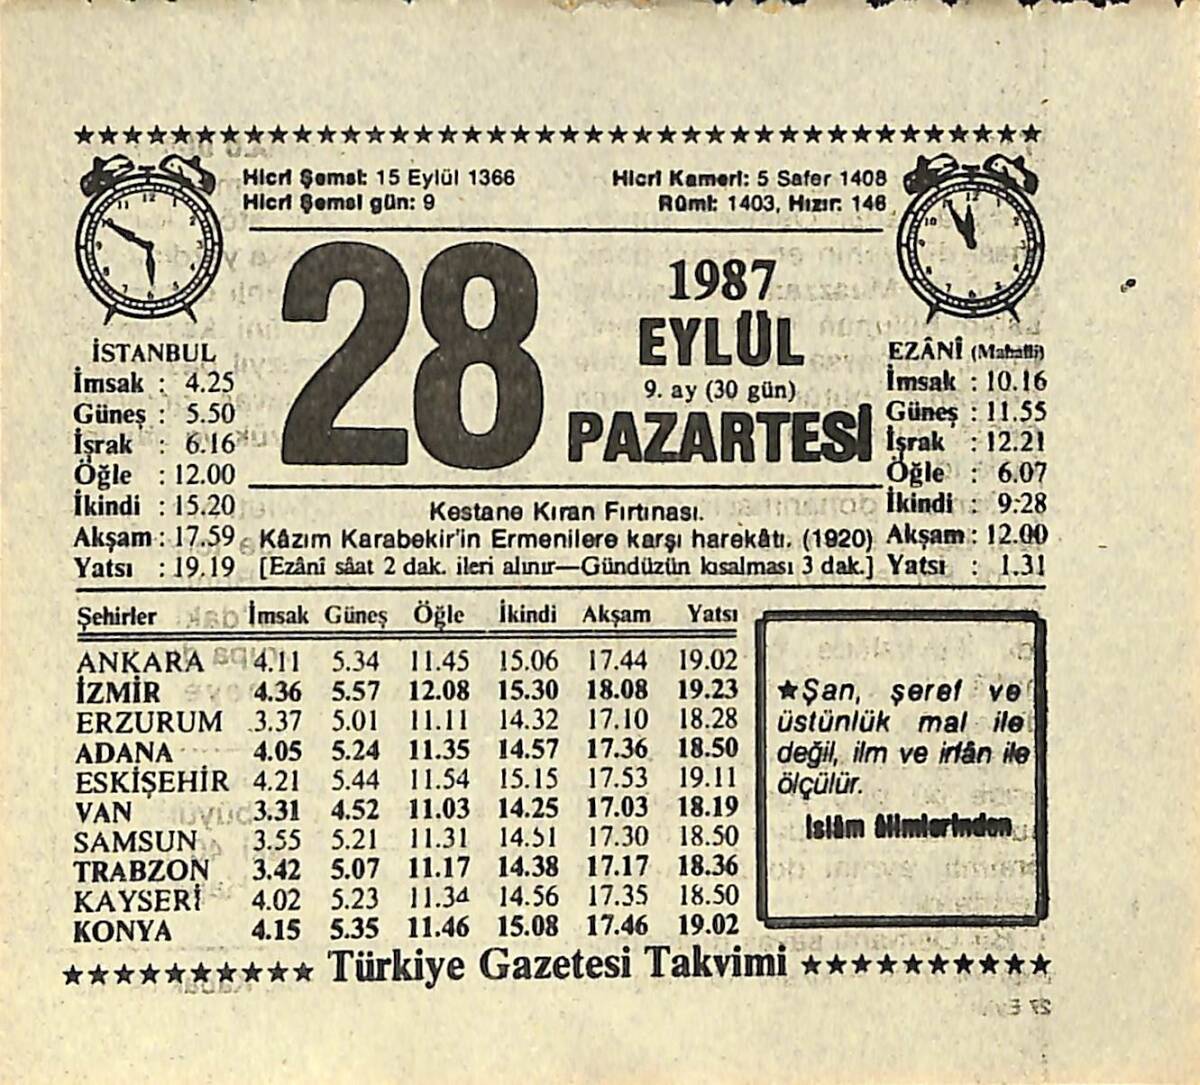 Hicrî Şemsî: 15 Eylül 1366
Hicrî Şemsî gün: 9
Hicrî Kamerî: 5 Safer 1408
Rûmî: 1403, Hızır: 146
28
1987
EYLÜL
9. ay (30 gün)
PAZARTESİ
İSTANBUL
İmsak : 4.25
Güneş : 5.50
İşrak : 6.16
Öğle : 12.00
İkindi : 15.20
Akşam : 17.59
Yatsı : 19.19
EZÂNÎ (Mahallî)
İmsak : 10.16
Güneş : 11.55
İşrak : 12.21
Öğle : 6.07
İkindi : 9.28
Akşam : 12.00
Yatsı : 1.31
Kestane Kıran Fırtınası.
Kâzım Karabekir'in Ermenilere karşı harekâtı. (1920)
[Ezânî sâat 2 dak. ileri alınır—Gündüzün kısalması 3 dak.]
Şehirler İmsak Güneş Öğle İkindi Akşam Yatsı
ANKARA 4.11 5.34 11.45 15.06 17.44 19.02
İZMİR 4.36 5.57 12.08 15.30 18.08 19.23
ERZURUM 3.37 5.01 11.11 14.32 17.10 18.28
ADANA 4.05 5.24 11.35 14.57 17.36 18.50
ESKİŞEHİR 4.21 5.44 11.54 15.15 17.53 19.11
VAN 3.31 4.52 11.03 14.25 17.03 18.19
SAMSUN 3.55 5.21 11.31 14.51 17.30 18.50
TRABZON 3.42 5.07 11.17 14.38 17.17 18.36
KAYSERİ 4.02 5.23 11.34 14.56 17.35 18.50
KONYA 4.15 5.35 11.46 15.08 17.46 19.02
★Şan, şeref ve
üstünlük mal ile
değil, ilm ve irfân ile
ölçülür.
İslâm âlimlerinden
Türkiye Gazetesi Takvimi